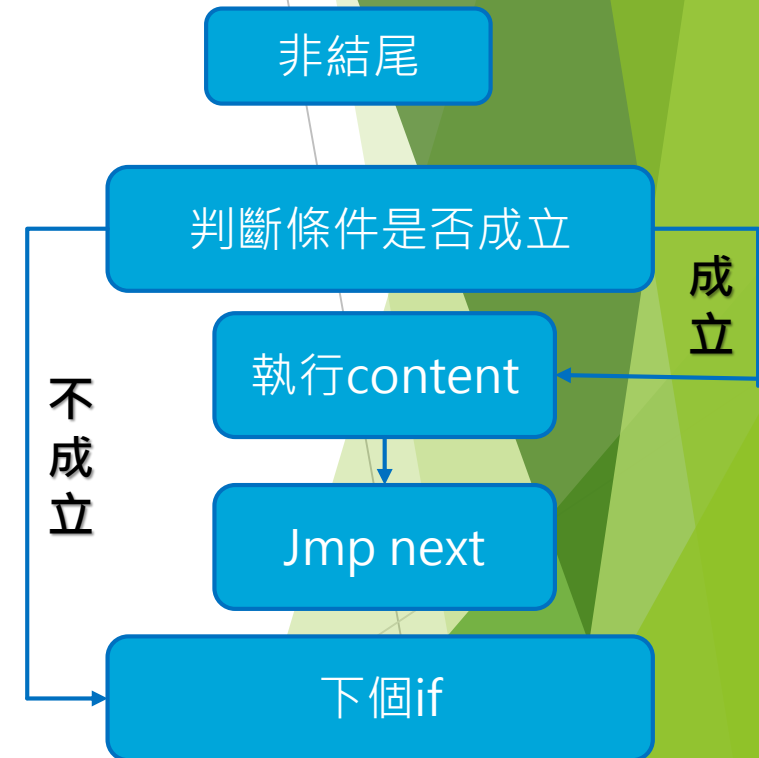 非結尾
判斷條件是否成立
成立
執行content
不成立
Jmp next
下個if